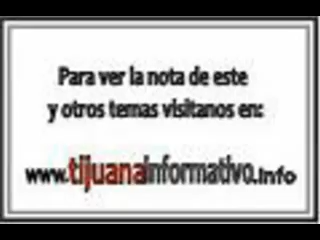 Para ver la nota de este
y otros temas visitanos en:
www.tijuanainformativo.info